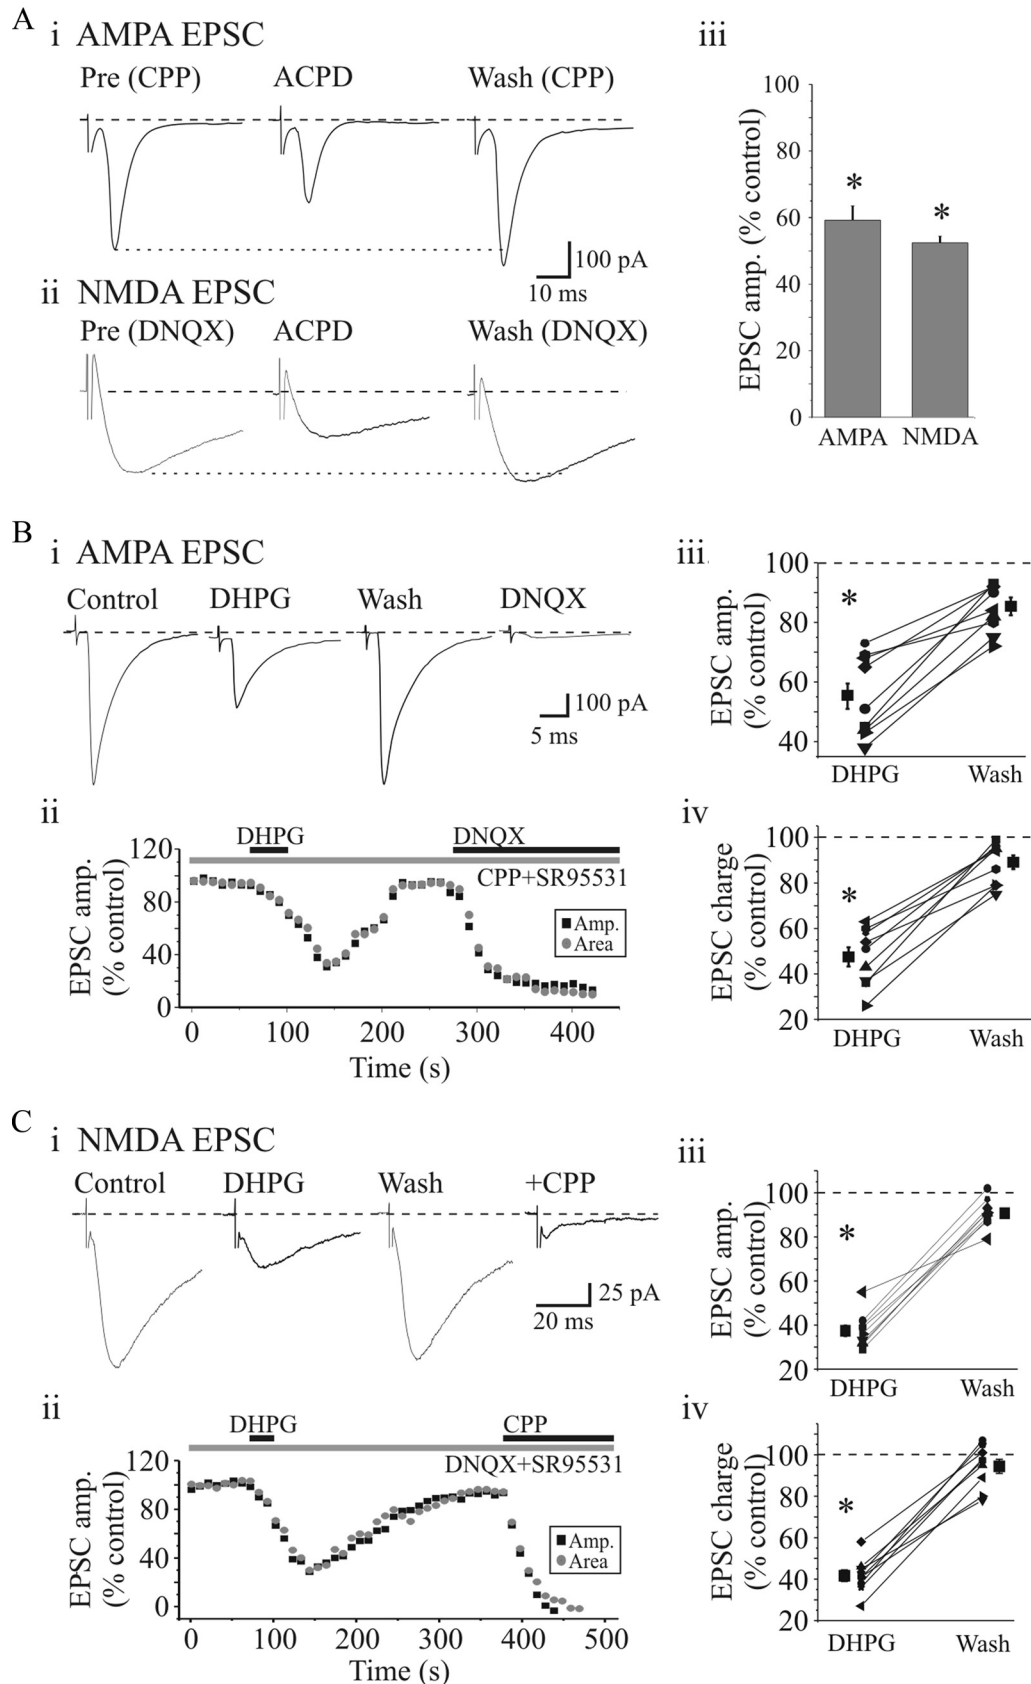 A
i AMPA EPSC
Pre (CPP) ACPD Wash (CPP)
100 pA
10 ms
ii NMDA EPSC
Pre (DNQX) ACPD Wash (DNQX)
iii
EPSC amp. (% control)
100
80
60
40
20
0
* *
AMPA NMDA
B
i AMPA EPSC
Control DHPG Wash DNQX
100 pA
5 ms
ii
DHPG DNQX
CPP+SR95531
EPSC amp.
(% control)
120
80
40
0
Amp.
Area
0 100 200 300 400
Time (s)
iii
EPSC amp.
(% control)
100
80
60
40
*
DHPG Wash
iv
EPSC charge
(% control)
100
80
60
40
20
*
DHPG Wash
C
i NMDA EPSC
Control DHPG Wash +CPP
25 pA
20 ms
ii
DHPG CPP
DNQX+SR95531
EPSC amp.
(% control)
120
80
40
0
Amp.
Area
0 100 200 300 400 500
Time (s)
iii
EPSC amp.
(% control)
100
80
60
40
20
*
DHPG Wash
iv
EPSC charge
(% control)
100
80
60
40
20
*
DHPG Wash